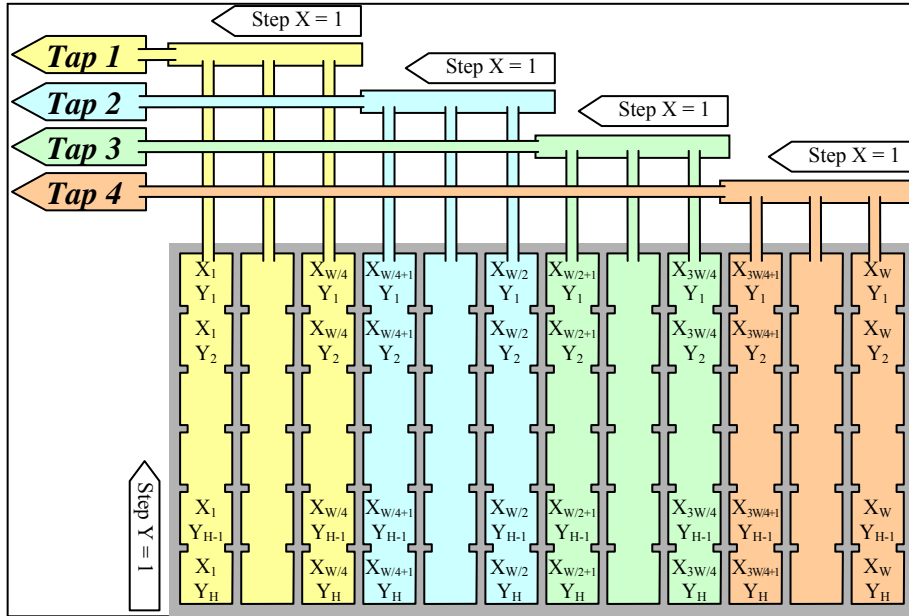 Step X = 1
Tap 1
Step X = 1
Tap 2
Step X = 1
Tap 3
Step X = 1
Tap 4
X1 XW/4 XW/4+1 XW/2 XW/2+1 X3W/4 X3W/4+1 XW
Y1 Y1 Y1 Y1 Y1 Y1 Y1 Y1
X1 XW/4 XW/4+1 XW/2 XW/2+1 X3W/4 X3W/4+1 XW
Y2 Y2 Y2 Y2 Y2 Y2 Y2 Y2
Step Y = 1
X1 XW/4 XW/4+1 XW/2 XW/2+1 X3W/4 X3W/4+1 XW
YH-1 YH-1 YH-1 YH-1 YH-1 YH-1 YH-1 YH-1
X1 XW/4 XW/4+1 XW/2 XW/2+1 X3W/4 X3W/4+1 XW
YH YH YH YH YH YH YH YH